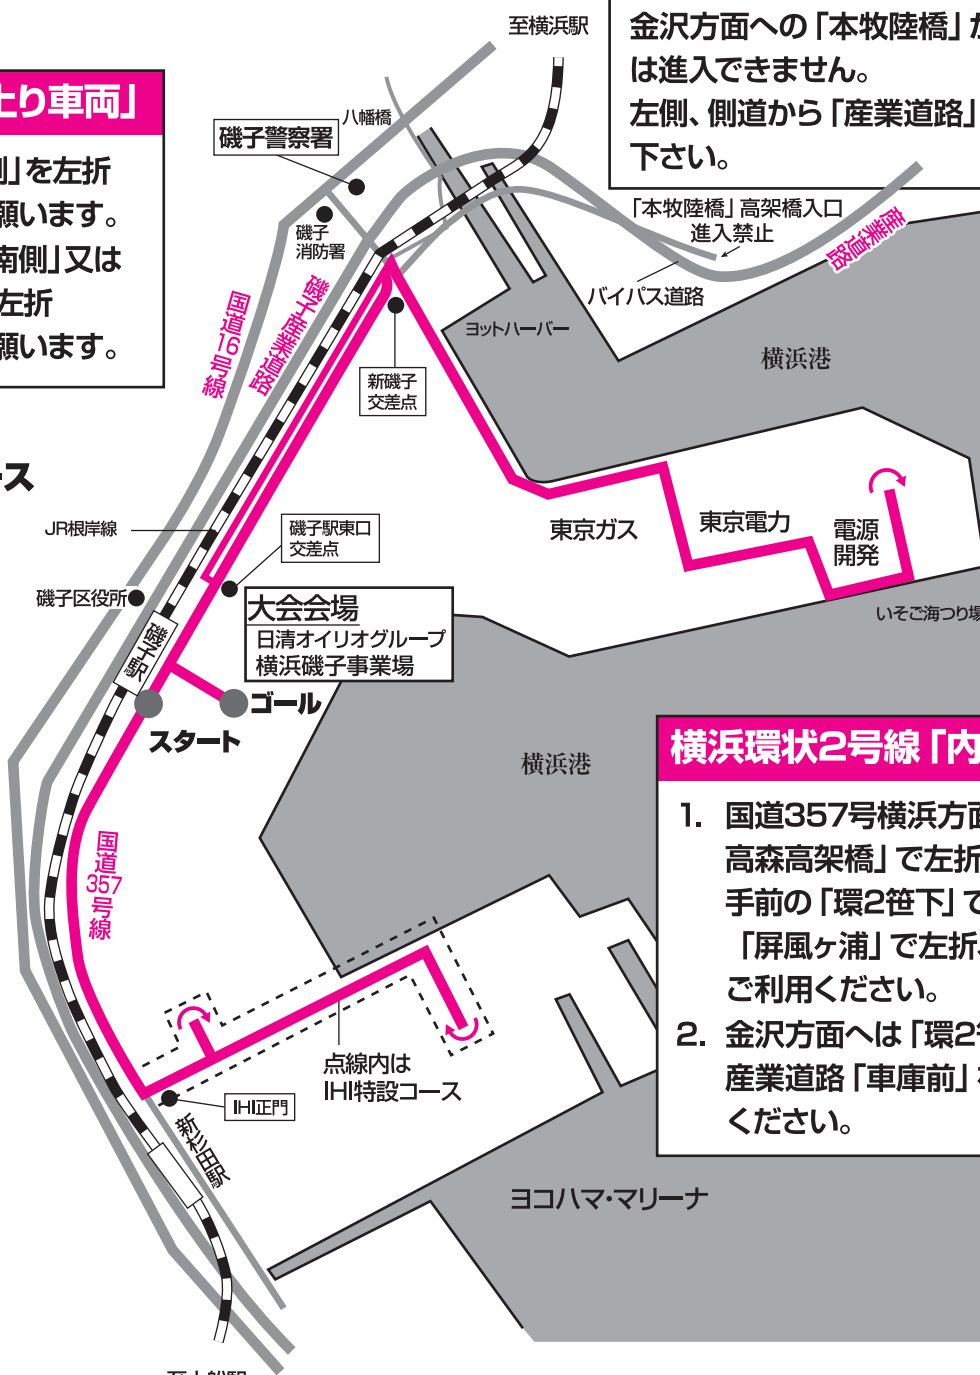 至横浜駅
金沢方面への「本牧陸橋」
は進入できません。
左側、側道から「産業道路」
下さい。
上り車両」
側」を左折
願います。
南側」又は
左折
願います。
八幡橋
磯子警察署
磯子
消防署
「本牧陸橋」高架橋入口
進入禁止
産業道路
バイパス道路
国道16号線
磯子産業道路
ヨットハーバー
横浜港
新磯子
交差点
ース
JR根岸線
磯子駅東口
交差点
東京ガス
東京電力
電源
開発
磯子区役所
大会会場
日清オイリオグループ
横浜磯子事業場
いそご海つり場
磯子駅
ゴール
スタート
横浜港
横浜環状2号線「内
国道357号線
1. 国道357号横浜方面
高森高架橋」で左折
手前の「環2笹下」で
「屏風ヶ浦」で左折、
ご利用ください。
2. 金沢方面へは「環2
産業道路「車庫前」
ください。
点線内は
IHI特設コース
IHI正門
新杉田駅
ヨコハマ・マリーナ